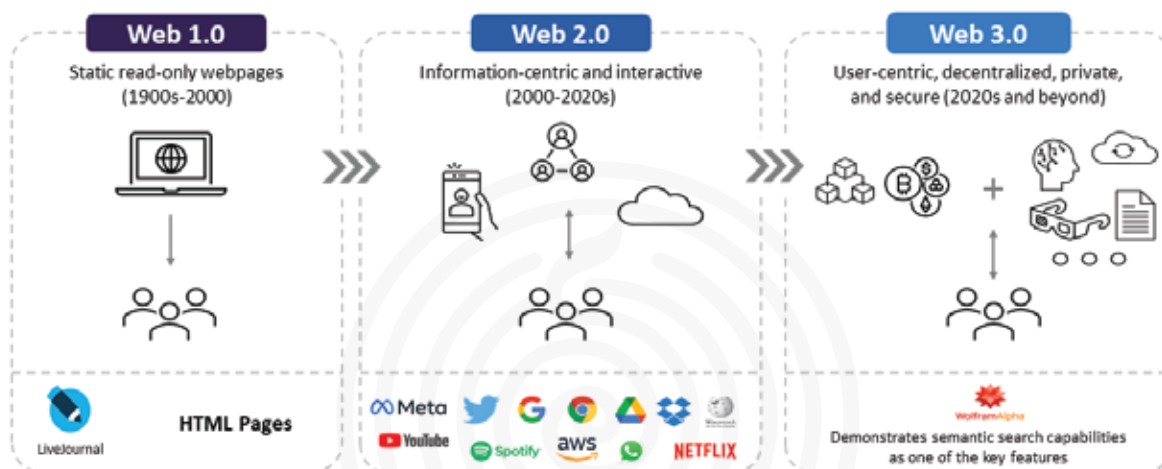 Web 1.0
Static read-only webpages
(1900s-2000)
LiveJournal
HTML Pages
Web 2.0
Information-centric and interactive
(2000-2020s)
Meta
YouTube
Spotify
aws
NETFLIX
Web 3.0
User-centric, decentralized, private,
and secure (2020s and beyond)
WolframAlpha
Demonstrates semantic search capabilities
as one of the key features